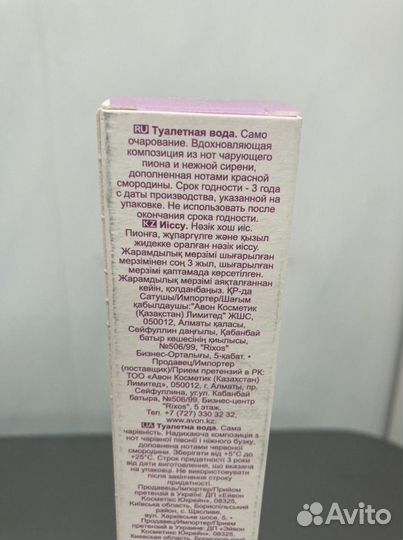 RU Туалетная вода. Само
очарование. Вдохновляющая
композиция из нот чарующего
пиона и нежной сирени,
дополненная нотами красной
смородины. Срок годности - 3 года
с даты производства, указанной на
упаковке. Не использовать после
окончания срока годности.
KZ Иіссу. Нәзік хош иіс.
Пионға, жұпаргүлге және қызыл
жидекке оралған нәзік иіссу.
Жарамдылық мерзімі шығарылған
мерзімінен соң 3 жыл, шығарылған
мерзімі қаптамада көрсетілген.
Жарамдылық мерзімі аяқталғаннан
кейін, қолданбаңыз. ҚР-да
Сатушы/Импортер/Шағым
қабылдаушы:"Авон Косметик
(Қазақстан) Лимитед" ЖШС,
050012, Алматы қаласы,
Сейфуллин даңғылы, Қабанбай
батыр көшесінің қиылысы,
№506/99, "Rixos"
Бизнес-Орталығы, 5-қабат. •
Продавец/Импортер
(поставщик)/Прием претензий в РК:
ТОО «Авон Косметик (Казахстан)
Лимитед», 050012, г. Алматы, пр.
Сейфуллина, уг.ул. Кабанбай
батыра, №506/99, Бизнес-центр
"Rixos", 5 этаж.
Тел. +7 (727) 330 32 32,
www.avon.kz.
UA Туалетна вода. Сама
чарівність. Надихаюча композиція з
нот чарівної півонії і ніжного бузку,
доповнена нотами червоної
смородини. Зберігати від +5°С до
+25°С. Строк придатності 3 роки
від дати виготовлення, що вказана
на упаковці. Не використовувати
після закінчення строку
придатності.
Продавець/Імпортер/Прийом
претензій в Україні: ДП «Ейвон
Косметікс Юкрейн», 08325,
Київська область, Бориспільський
район, с. Щасливе,
вул. Харківське шосе, 5. •
Продавец/Импортер/Прием
претензий в Украине: ДП «Эйвон
Косметикс Юкрейн», 08325,
Киевская область, Бориспольский
Avito